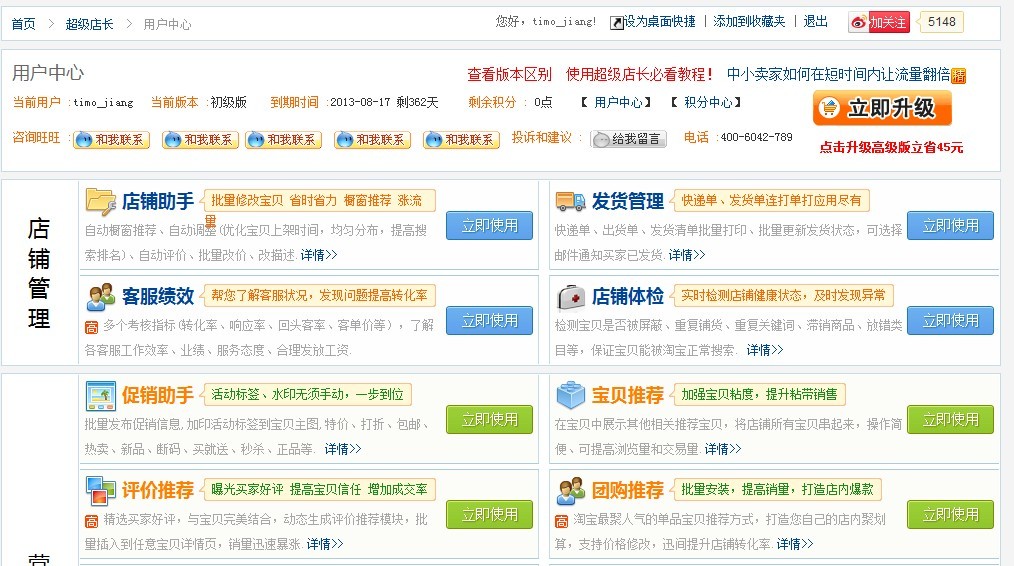 首页 > 超级店长 > 用户中心
您好，timo_jiang! 设为桌面快捷 | 添加到收藏夹 | 退出 加关注 5148
用户中心
查看版本区别 使用超级店长必看教程！ 中小卖家如何在短时间内让流量翻倍 精
当前用户：timo_jiang 当前版本：初级版 到期时间：2013-08-17 剩362天 剩余积分：0点 【用户中心】 【积分中心】
立即升级
咨询旺旺：和我联系 和我联系 和我联系 和我联系 和我联系 投诉和建议：给我留言 电话：400-6042-789
点击升级高级版立省45元
店铺管理
店铺助手 批量修改宝贝 省时省力 橱窗推荐 涨流量
自动橱窗推荐、自动调整(优化宝贝上架时间，均匀分布，提高搜
索排名)、自动评价、批量改价、改描述.详情>>
立即使用
发货管理 快递单、发货单连打单打应用尽有
快递单、出货单、发货清单批量打印、批量更新发货状态，可选择
邮件通知买家已发货.详情>>
立即使用
客服绩效 帮您了解客服状况，发现问题提高转化率
高 多个考核指标(转化率、响应率、回头客率、客单价等），了解
各客服工作效率、业绩、服务态度、合理发放工资.
立即使用
店铺体检 实时检测店铺健康状态，及时发现异常
检测宝贝是否被屏蔽、重复铺货、重复关键词、滞销商品、放错类
目等，保证宝贝能被淘宝正常搜索. 详情>>
立即使用
营
促销助手 活动标签、水印无须手动，一步到位
批量发布促销信息,加印活动标签到宝贝主图,特价、打折、包邮、
热卖、新品、断码、买就送、秒杀、正品等. 详情>>
立即使用
宝贝推荐 加强宝贝粘度，提升粘带销售
在宝贝中展示其他相关推荐宝贝，将店铺所有宝贝串起来，操作简
便、可提高浏览量和交易量.详情>>
立即使用
评价推荐 曝光买家好评 提高宝贝信任 增加成交率
高 精选买家好评，与宝贝完美结合，动态生成评价推荐模块，批
量插入到任意宝贝详情页，销量迅速暴涨.详情>>
立即使用
团购推荐 批量安装，提高销量，打造店内爆款
高 淘宝最聚人气的单品宝贝推荐方式，打造您自己的店内聚划
算，支持价格修改，迅间提升店铺转化率.详情>>
立即使用